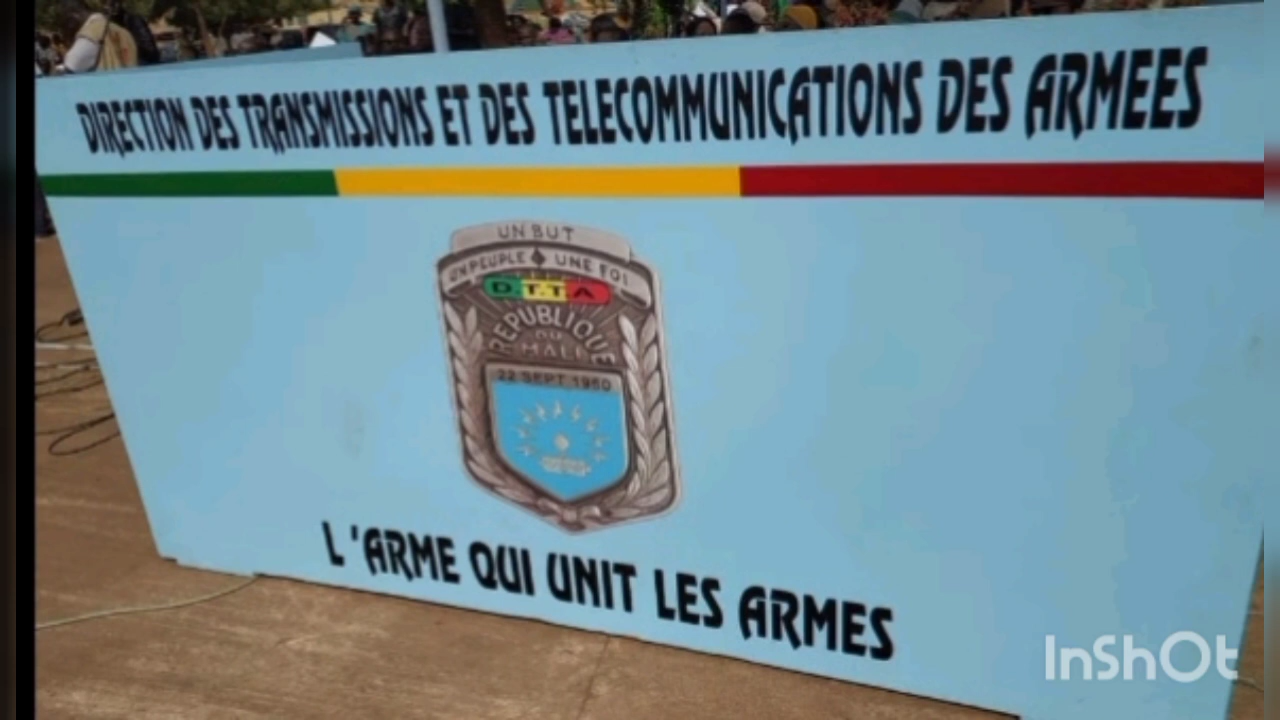 DIRECTION DES TRANSMISSIONS ET DES TELECOMMUNICATIONS DES ARMEES
UN BUT
UN PEUPLE UNE FOI
D.T.T.A
REPUBLIQUE
DU
MALI
22 SEPT 1960
L'ARME QUI UNIT LES ARMES
InShOt